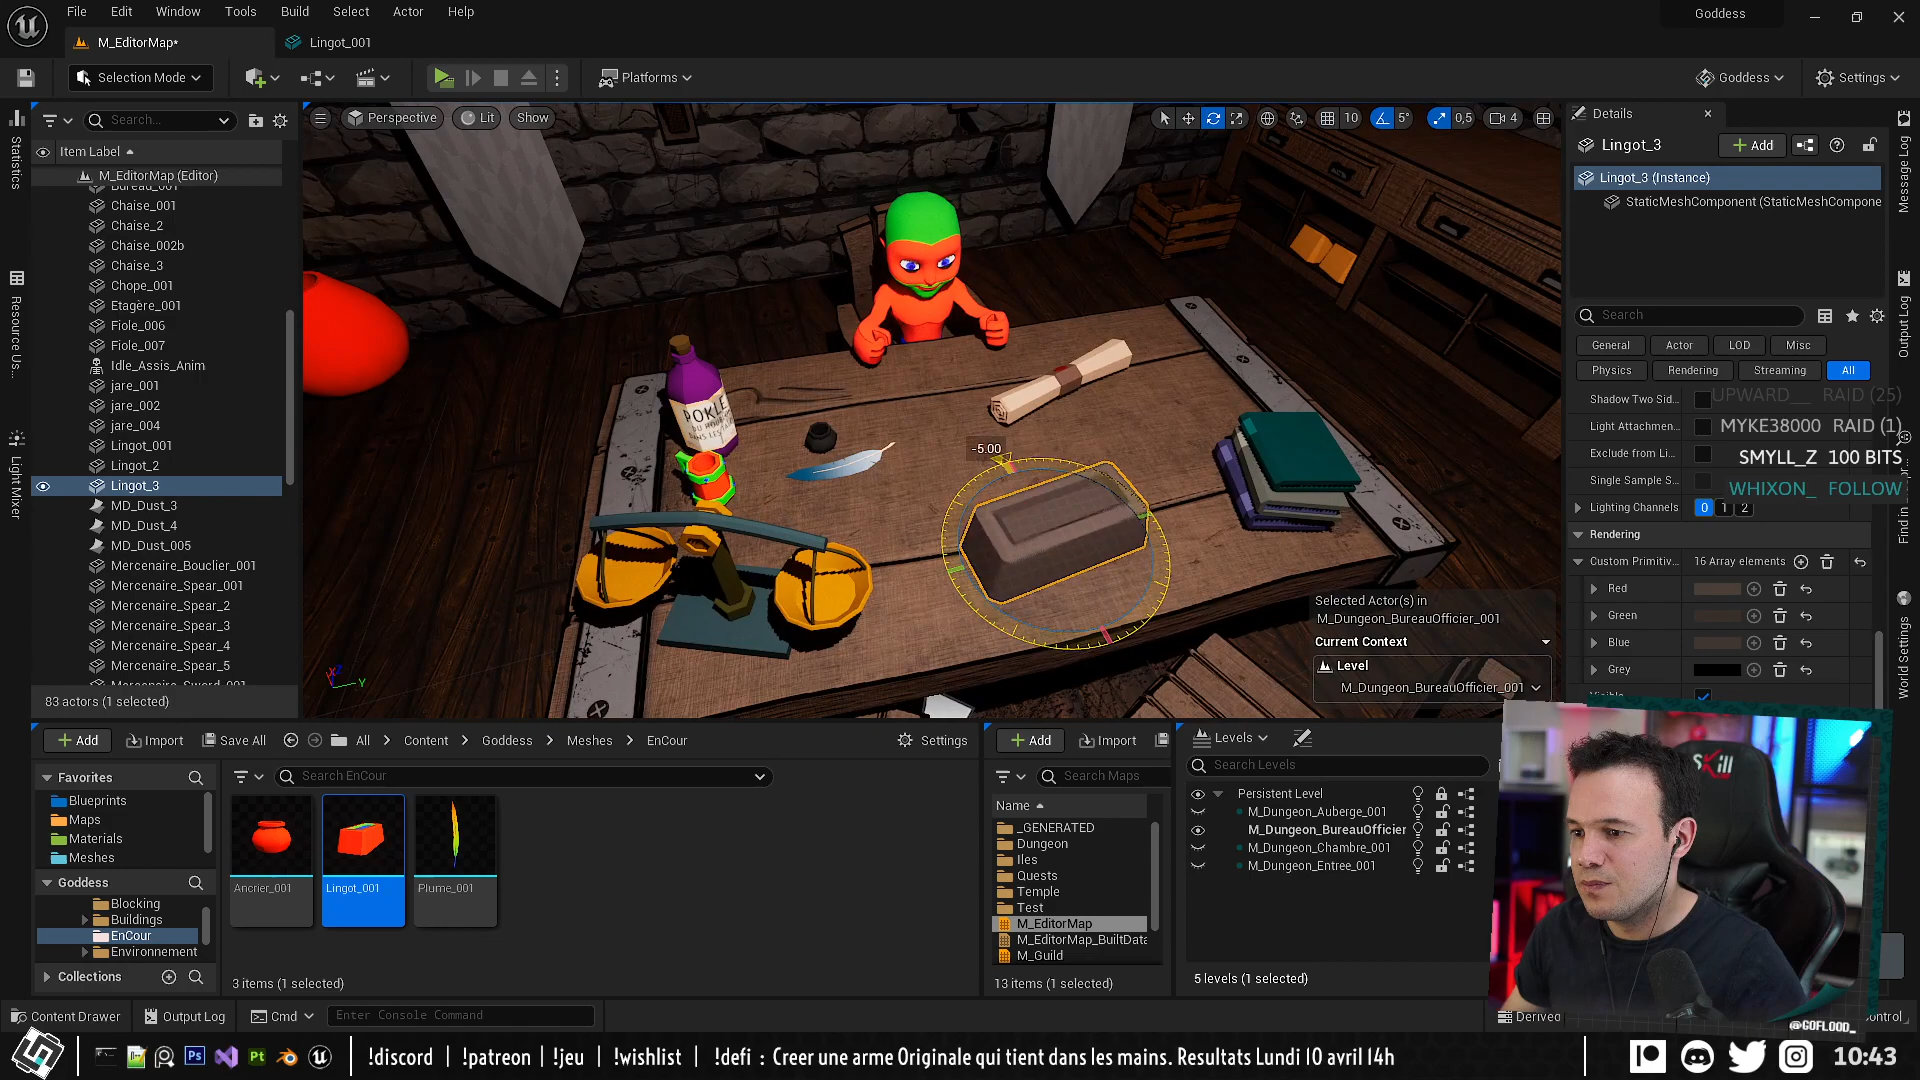 File Edit Window Tools Build Select Actor Help
Goddess
M_EditorMap*
Lingot_001
Selection Mode
Platforms
Goddess
Settings
Statistics
Resource Us...
Light Mixer
Search...
Item Label
M_EditorMap (Editor)
Bureau_001
Chaise_001
Chaise_2
Chaise_002b
Chaise_3
Chope_001
Etagère_001
Fiole_006
Fiole_007
Idle_Assis_Anim
jare_001
jare_002
jare_004
Lingot_001
Lingot_2
Lingot_3
MD_Dust_3
MD_Dust_4
MD_Dust_005
Mercenaire_Bouclier_001
Mercenaire_Spear_001
Mercenaire_Spear_2
Mercenaire_Spear_3
Mercenaire_Spear_4
Mercenaire_Spear_5
Mercenaire_Sword_001
83 actors (1 selected)
Perspective
Lit
Show
10
5°
0,5
4
POKLE
-5.00
Selected Actor(s) in
M_Dungeon_BureauOfficier_001
Current Context
Level
M_Dungeon_BureauOfficier_001
Details
Lingot_3
Add
Lingot_3 (Instance)
StaticMeshComponent (StaticMeshCompone
Search
General
Actor
LOD
Misc
Physics
Rendering
Streaming
All
Shadow Two Sid...
Light Attachmen
Exclude from Li...
Single Sample S...
Lighting Channels
0 1 2
Rendering
Custom Primitiv...
16 Array elements
Red
Green
Blue
Grey
UPWARD__ RAID (25)
MYKE38000 RAID (1)
SMYLL_Z 100 BITS
WHIXON_ FOLLOW
Message Log
Output Log
Find in
World Settings
Add
Import
Save All
All
Content
Goddess
Meshes
EnCour
Settings
Favorites
Blueprints
Maps
Materials
Meshes
Goddess
Blocking
Buildings
EnCour
Environnement
Collections
Search EnCour
Ancrier_001
Lingot_001
Plume_001
3 items (1 selected)
Add
Import
Search Maps
Name
_GENERATED
Dungeon
Iles
Quests
Temple
Test
M_EditorMap
M_EditorMap_BuiltData
M_Guild
13 items (1 selected)
Levels
Search Levels
Persistent Level
M_Dungeon_Auberge_001
M_Dungeon_BureauOfficier
M_Dungeon_Chambre_001
M_Dungeon_Entree_001
5 levels (1 selected)
Content Drawer
Output Log
Cmd
Enter Console Command
Derived
Control
@GOFLOOD_
Ps
Pt
!discord | !patreon | !jeu | !wishlist | !defi : Creer une arme Originale qui tient dans les mains. Resultats Lundi 10 avril 14h
10:43